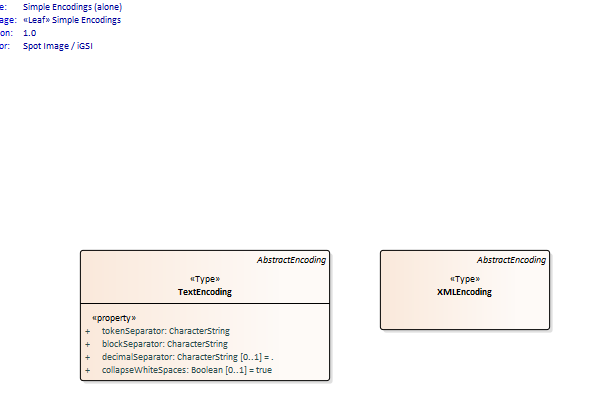 e: Simple Encodings (alone)
age: «Leaf» Simple Encodings
on: 1.0
or: Spot Image / iGSI
AbstractEncoding
«Type»
TextEncoding
«property»
+ tokenSeparator: CharacterString
+ blockSeparator: CharacterString
+ decimalSeparator: CharacterString [0..1] = .
+ collapseWhiteSpaces: Boolean [0..1] = true
AbstractEncoding
«Type»
XMLEncoding